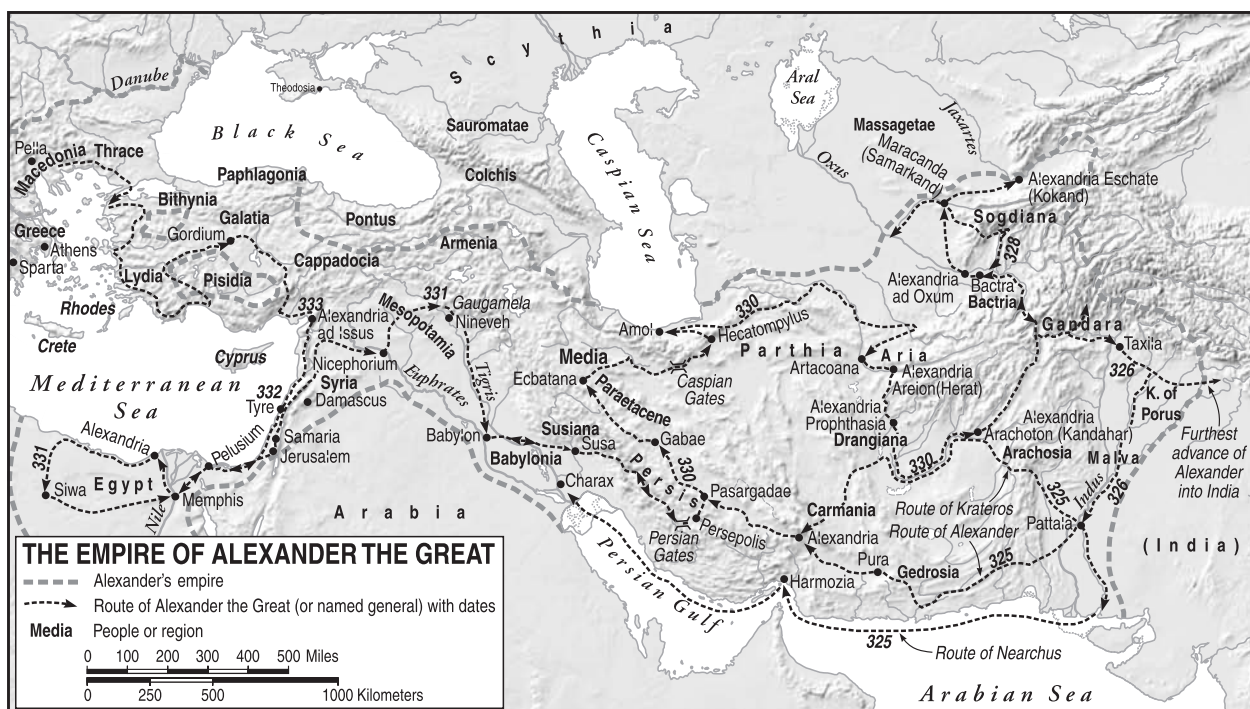 Scythia
Danube
Theodosia
Black Sea
Sauromatae
Colchis
Caspian Sea
Aral
Sea
Massagetae
Jaxartes
Oxus
Maracanda
(Samarkand)
Alexandria Eschate
(Kokand)
Sogdiana
328
Pella
Macedonia
Thrace
Paphlagonia
Bithynia
Galatia
Gordium
Pontus
Armenia
Cappadocia
Greece
Athens
Sparta
Lydia
Pisidia
Rhodes
Crete
Cyprus
Mediterranean
Sea
333
Alexandria
ad Issus
Mesopotamia
331
Gaugamela
Nineveh
Nicephorium
Syria
Damascus
332
Tyre
Euphrates
Tigris
Samaria
Jerusalem
Alexandria
Pelusium
331
Siwa
Egypt
Memphis
Nile
Arabia
Babylon
Babylonia
Susiana
Susa
Charax
Media
Ecbatana
Paraetacene
Gabae
330
Persis
Pasargadae
Persepolis
Persian
Gates
Persian Gulf
Amol
330
Hecatompylus
Caspian
Gates
Parthia
Artacoana
Aria
Alexandria
Areion(Herat)
Alexandria
Prophthasia
Drangiana
330
Alexandria
ad Oxum
Bactra
Bactria
Gandara
Taxila
326
K. of
Porus
Furthest
advance of
Alexander
into India
Alexandria
Arachoton (Kandahar)
Arachosia
Malva
Indus
326
325
Pattala
(India)
Route of Krateros
Route of Alexander
Carmania
Alexandria
Pura
Gedrosia
325
Harmozia
325
Route of Nearchus
Arabian Sea
THE EMPIRE OF ALEXANDER THE GREAT
Alexander's empire
Route of Alexander the Great (or named general) with dates
Media People or region
0 100 200 300 400 500 Miles
0 250 500 1000 Kilometers